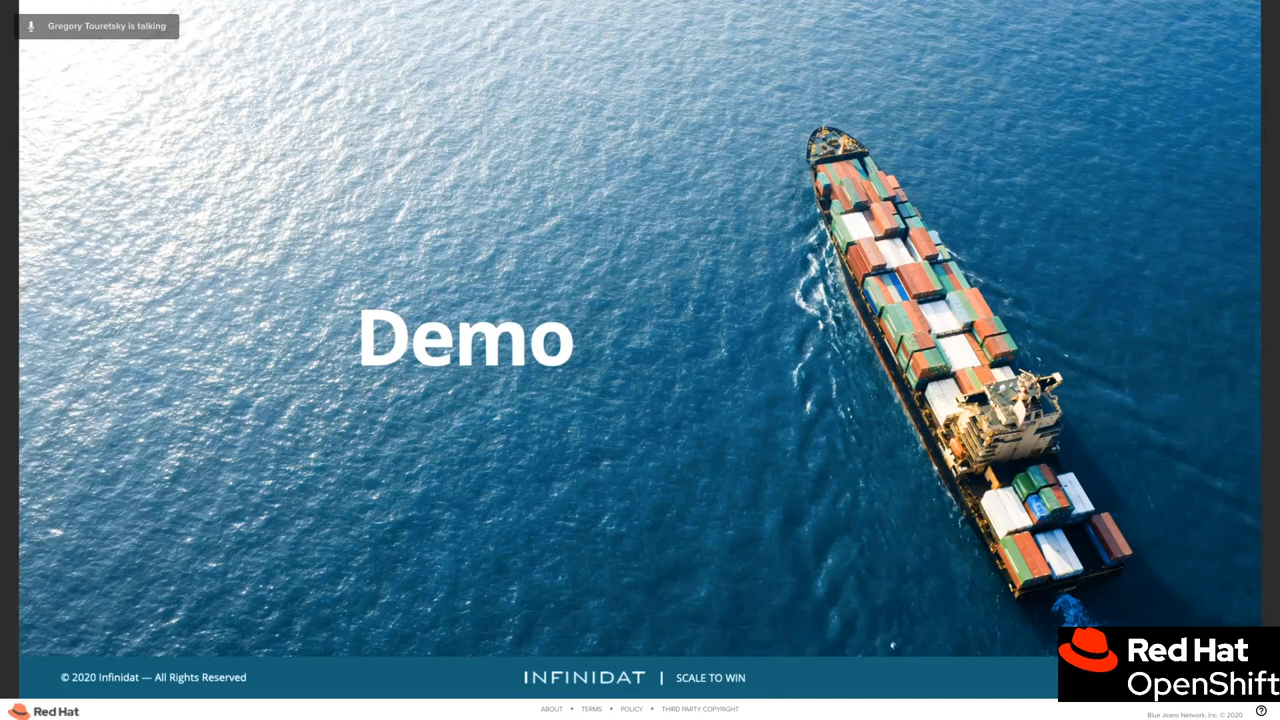 Gregory Touretsky is talking
Demo
© 2020 Infinidat — All Rights Reserved
INFINIDAT | SCALE TO WIN
Red Hat
OpenShift
Red Hat
ABOUT • TERMS • POLICY • THIRD PARTY COPYRIGHT
Blue Jeans Network, Inc. © 2020